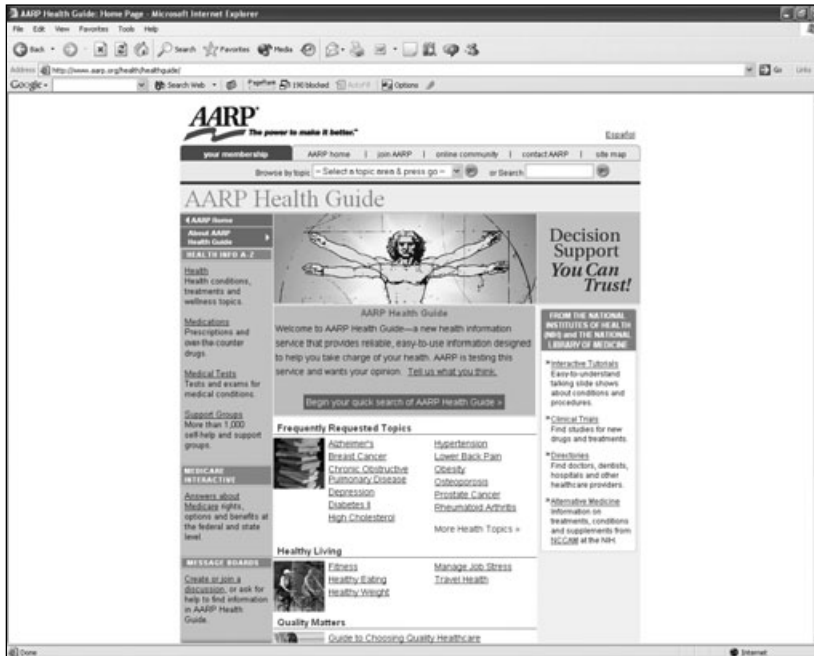 AARP Health Guide: Home Page - Microsoft Internet Explorer
File Edit View Favorites Tools Help
Back Search Favorites Media
Address http://www.aarp.org/health/healthguide/ Go Links
Google Search Web PageRank 190 blocked AutoFill Options
AARP
The power to make it better.
Español
your membership AARP home | join AARP | online community | contact AARP | site map
Browse by topic - Select a topic area & press go - or Search
AARP Health Guide
AARP Home
About AARP
Health Guide
HEALTH INFO A-Z
Health
Health conditions,
treatments and
wellness topics.
Medications
Prescriptions and
over-the-counter
drugs.
Medical Tests
Tests and exams for
medical conditions.
Support Groups
More than 1,000
self-help and support
groups.
MEDICARE
INTERACTIVE
Answers about
Medicare rights,
options and benefits at
the federal and state
level.
MESSAGE BOARDS
Create or join a
discussion, or ask for
help to find information
in AARP Health
Guide.
AARP Health Guide
Welcome to AARP Health Guide—a new health information
service that provides reliable, easy-to-use information designed
to help you take charge of your health. AARP is testing this
service and wants your opinion. Tell us what you think.
Begin your quick search of AARP Health Guide »
Frequently Requested Topics
Alzheimer's
Breast Cancer
Chronic Obstructive
Pulmonary Disease
Depression
Diabetes II
High Cholesterol
Hypertension
Lower Back Pain
Obesity
Osteoporosis
Prostate Cancer
Rheumatoid Arthritis
More Health Topics »
Healthy Living
Fitness
Healthy Eating
Healthy Weight
Manage Job Stress
Travel Health
Quality Matters
Guide to Choosing Quality Healthcare
Decision
Support
You Can
Trust!
FROM THE NATIONAL
INSTITUTES OF HEALTH
(NIH) and THE NATIONAL
LIBRARY OF MEDICINE
Interactive Tutorials
Easy-to-understand
talking slide shows
about conditions and
procedures.
Clinical Trials
Find studies for new
drugs and treatments.
Directories
Find doctors, dentists,
hospitals and other
healthcare providers.
Alternative Medicine
Information on
treatments, conditions
and supplements from
NCCAM at the NIH.
Done Internet